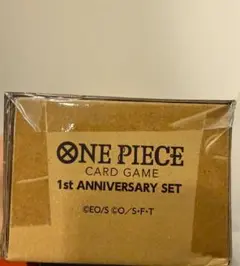 ONE PIECE
CARD GAME
1st ANNIVERSARY SET
©EO/S ©O/S・F・T